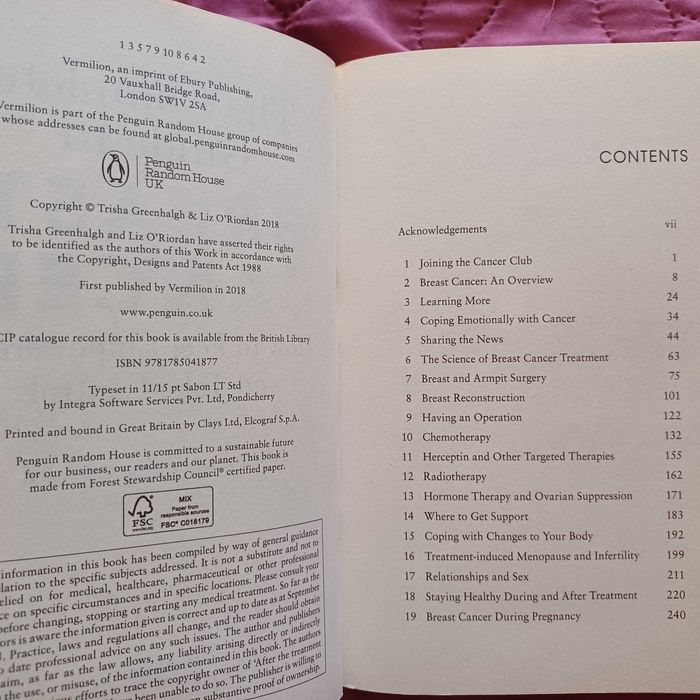 1 3 5 7 9 10 8 6 4 2
Vermilion, an imprint of Ebury Publishing,
20 Vauxhall Bridge Road,
London SW1V 2SA
Vermilion is part of the Penguin Random House group of companies
whose addresses can be found at global.penguinrandomhouse.com
Penguin
Random House
UK
Copyright © Trisha Greenhalgh & Liz O'Riordan 2018
Trisha Greenhalgh and Liz O'Riordan have asserted their rights
to be identified as the authors of this Work in accordance with
the Copyright, Designs and Patents Act 1988
First published by Vermilion in 2018
www.penguin.co.uk
CIP catalogue record for this book is available from the British Library
ISBN 9781785041877
Typeset in 11/15 pt Sabon LT Std
by Integra Software Services Pvt. Ltd, Pondicherry
Printed and bound in Great Britain by Clays Ltd, Elcograf S.p.A.
Penguin Random House is committed to a sustainable future
for our business, our readers and our planet. This book is
made from Forest Stewardship Council® certified paper.
FSC
www.fsc.org
MIX
Paper from
responsible sources
FSC® C018179
information in this book has been compiled by way of general guidance
relation to the specific subjects addressed. It is not a substitute and not to
relied on for medical, healthcare, pharmaceutical or other professional
on specific circumstances and in specific locations. Please consult your
before changing, stopping or starting any medical treatment. So far as the
is aware the information given is correct and up to date as at September
Practice, laws and regulations all change, and the reader should obtain
to date professional advice on any such issues. The author and publishers
as far as the law allows, any liability arising directly or indirectly
the use, or misuse, of the information contained in this book. The authors
efforts to trace the copyright owner of 'After the treatment
been unable to do so. The publisher is willing to
on substantive proof of ownership.
CONTENTS
Acknowledgements vii
1 Joining the Cancer Club 1
2 Breast Cancer: An Overview 8
3 Learning More 24
4 Coping Emotionally with Cancer 34
5 Sharing the News 44
6 The Science of Breast Cancer Treatment 63
7 Breast and Armpit Surgery 75
8 Breast Reconstruction 101
9 Having an Operation 122
10 Chemotherapy 132
11 Herceptin and Other Targeted Therapies 155
12 Radiotherapy 162
13 Hormone Therapy and Ovarian Suppression 171
14 Where to Get Support 183
15 Coping with Changes to Your Body 192
16 Treatment-induced Menopause and Infertility 199
17 Relationships and Sex 211
18 Staying Healthy During and After Treatment 220
19 Breast Cancer During Pregnancy 240